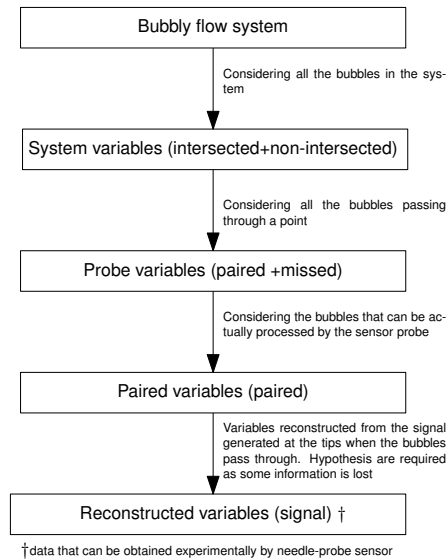 Bubbly flow system
Considering all the bubbles in the sys-
tem
System variables (intersected+non-intersected)
Considering all the bubbles passing
through a point
Probe variables (paired +missed)
Considering the bubbles that can be ac-
tually processed by the sensor probe
Paired variables (paired)
Variables reconstructed from the signal
generated at the tips when the bubbles
pass through. Hypothesis are required
as some information is lost
Reconstructed variables (signal) †
†data that can be obtained experimentally by needle-probe sensor